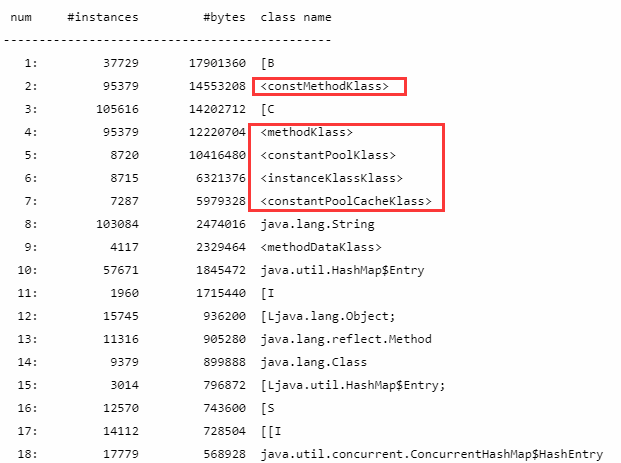 num #instances #bytes class name
----------------------------------------------
1: 37729 17901360 [B
2: 95379 14553208 <constMethodKlass>
3: 105616 14202712 [C
4: 95379 12220704 <methodKlass>
5: 8720 10416480 <constantPoolKlass>
6: 8715 6321376 <instanceKlassKlass>
7: 7287 5979328 <constantPoolCacheKlass>
8: 103084 2474016 java.lang.String
9: 4117 2329464 <methodDataKlass>
10: 57671 1845472 java.util.HashMap$Entry
11: 1960 1715440 [I
12: 15745 936200 [Ljava.lang.Object;
13: 11316 905280 java.lang.reflect.Method
14: 9379 899888 java.lang.Class
15: 3014 796872 [Ljava.util.HashMap$Entry;
16: 12570 743600 [S
17: 14112 728504 [[I
18: 17779 568928 java.util.concurrent.ConcurrentHashMap$HashEntry